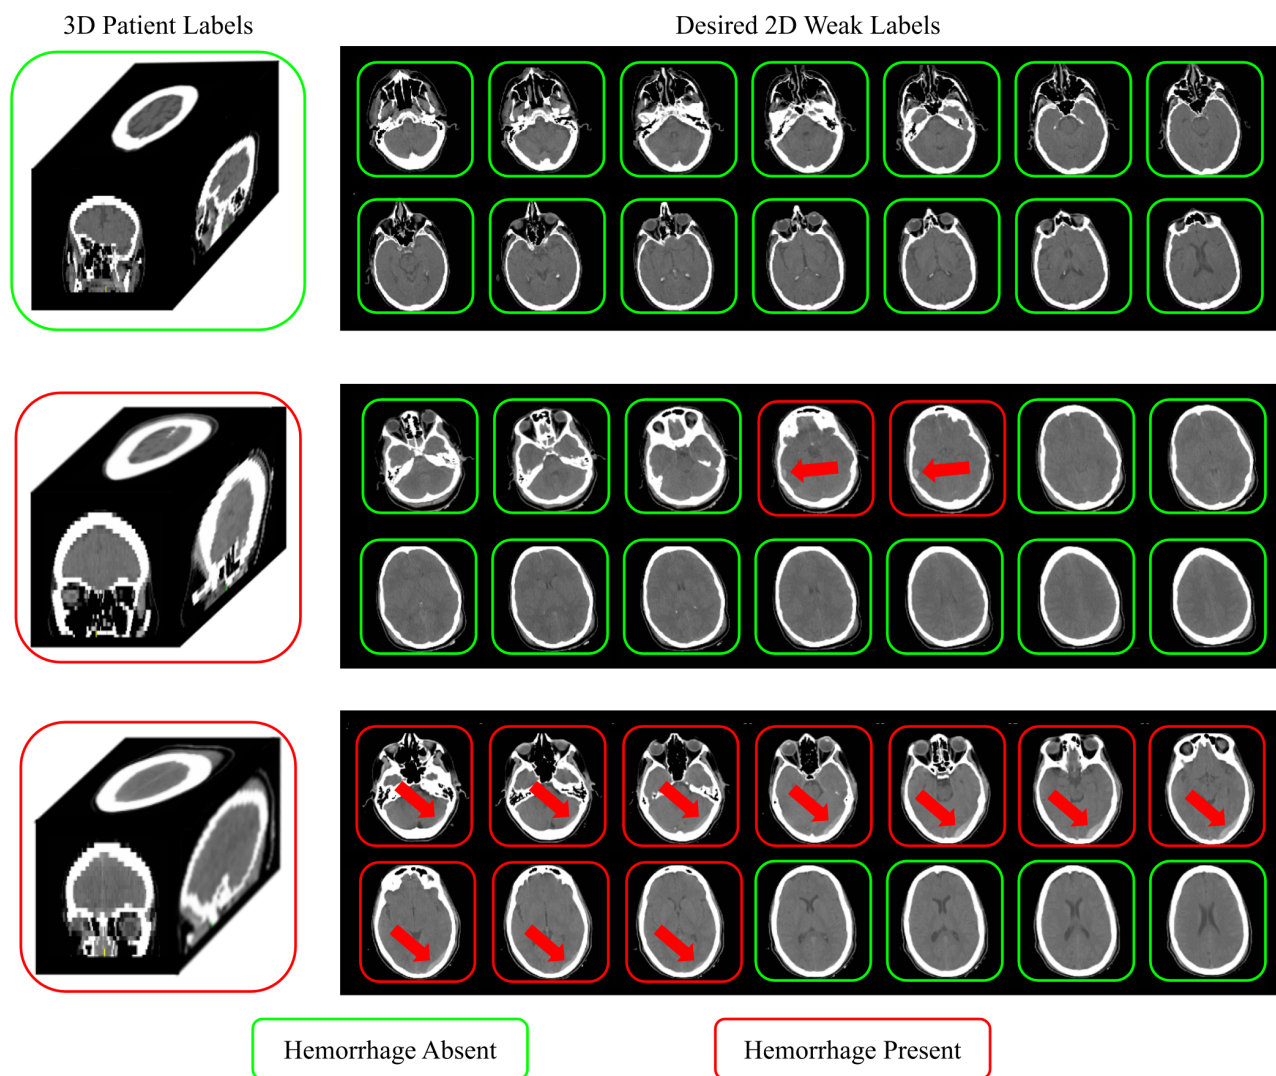 3D Patient Labels
Desired 2D Weak Labels
Hemorrhage Absent
Hemorrhage Present